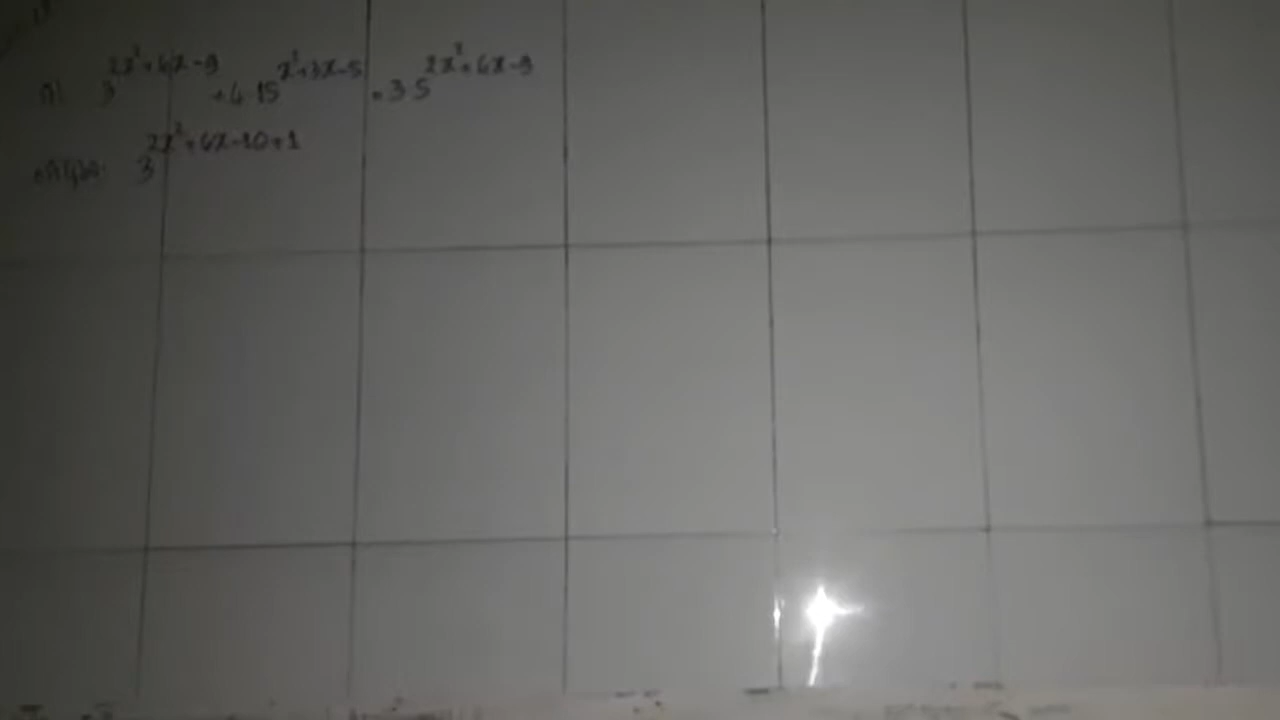 3^{2x²+6x-9} + 4·15^{x²+3x-5} = 3·5^{2x²+6x-9}
3^{2x²+6x-10+1}